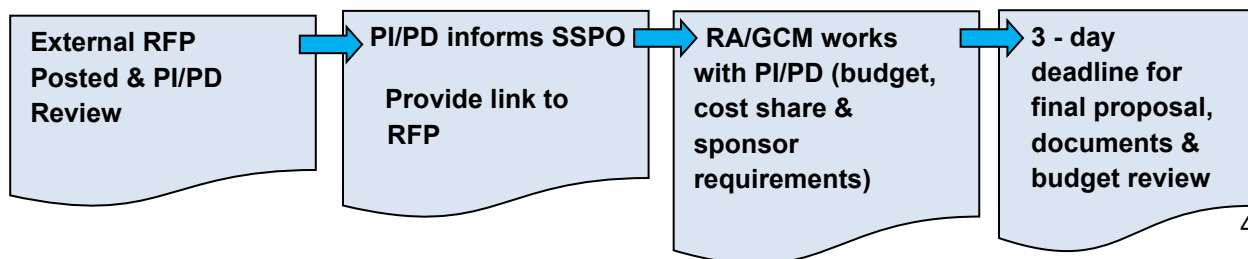 External RFP
Posted & PI/PD
Review
PI/PD informs SSPO
Provide link to
RFP
RA/GCM works
with PI/PD (budget,
cost share &
sponsor
requirements)
3 - day
deadline for
final proposal,
documents &
budget review